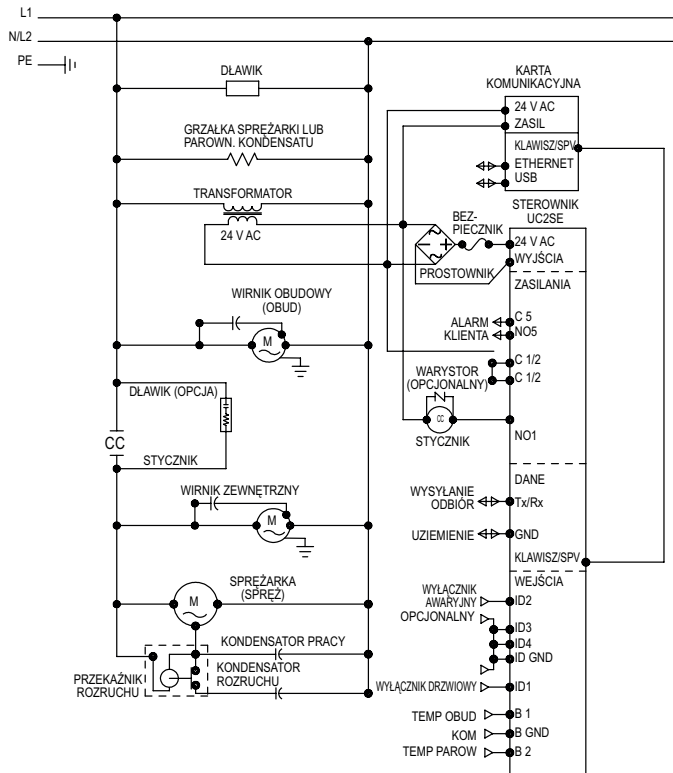 L1
N/L2
PE
DŁAWIK
GRZAŁKA SPRĘŻARKI LUB
PAROWN. KONDENSATU
TRANSFORMATOR
24 V AC
BEZ-
PIECZNIK
PROSTOWNIK
KARTA
KOMUNIKACYJNA
24 V AC
ZASIL
KLAWISZ/SPV
ETHERNET
USB
STEROWNIK
UC2SE
24 V AC
WYJŚCIA
ZASILANIA
WIRNIK OBUDOWY
(OBUD)
M
ALARM
KLIENTA
C 5
NO5
C 1/2
C 1/2
WARYSTOR
(OPCJONALNY)
CC
STYCZNIK
NO1
DŁAWIK (OPCJA)
CC
STYCZNIK
WIRNIK ZEWNĘTRZNY
M
DANE
WYSYŁANIE
ODBIÓR
Tx/Rx
UZIEMIENIE
GND
KLAWISZ/SPV
WEJŚCIA
SPRĘŻARKA
(SPRĘŻ)
M
KONDENSATOR PRACY
KONDENSATOR
ROZRUCHU
PRZEKAŹNIK
ROZRUCHU
WYŁĄCZNIK
AWARYJNY
ID2
OPCJONALNY
ID3
ID4
ID GND
WYŁĄCZNIK DRZWIOWY
ID1
TEMP OBUD
B 1
KOM
B GND
TEMP PAROW
B 2